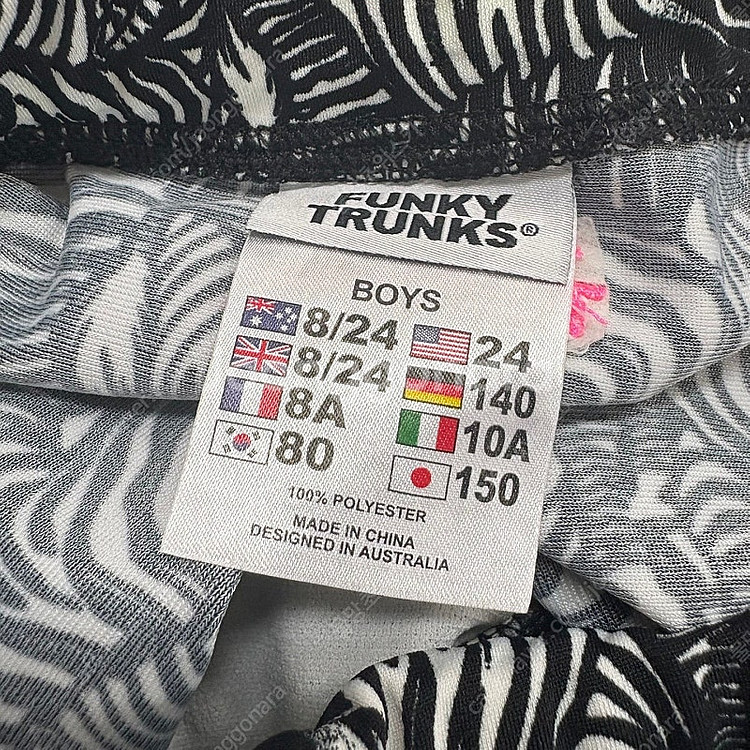 FUNKY
TRUNKS®
BOYS
8/24 24
8/24 140
8A 10A
80 150
100% POLYESTER
MADE IN CHINA
DESIGNED IN AUSTRALIA